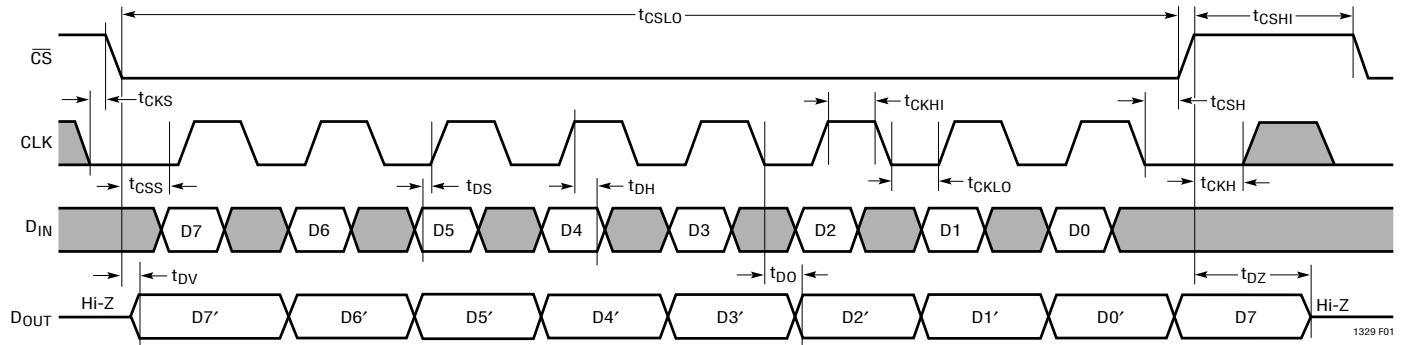 tCSLO
tCSHI
CS
tCKS
tCKHI
tCSH
CLK
tCSS
tDS
tDH
tCKLO
tCKH
DIN
D7
D6
D5
D4
D3
D2
D1
D0
tDV
tDO
tDZ
Hi-Z
Hi-Z
DOUT
D7′
D6′
D5′
D4′
D3′
D2′
D1′
D0′
D7
1329 F01